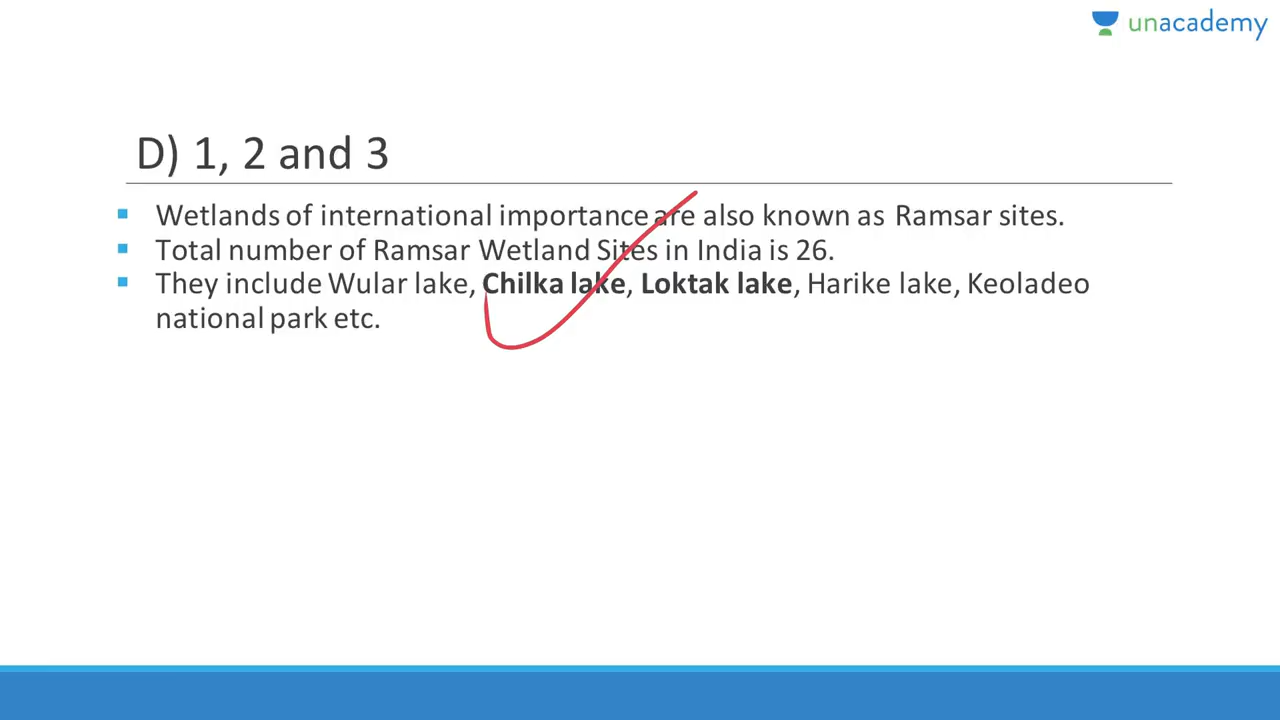 unacademy
D) 1, 2 and 3
Wetlands of international importance are also known as Ramsar sites.
Total number of Ramsar Wetland Sites in India is 26.
They include Wular lake, Chilka lake, Loktak lake, Harike lake, Keoladeo
national park etc.